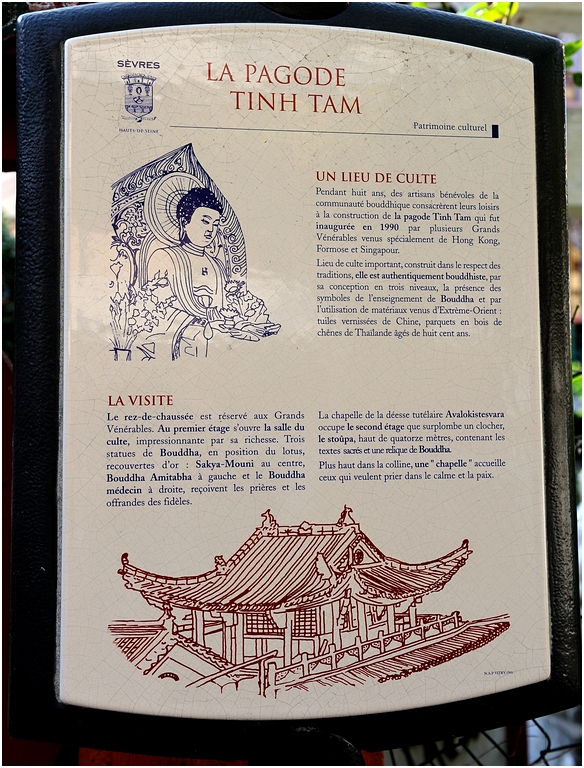 SÈVRES
HAUTS-DE-SEINE
LA PAGODE
TINH TAM
Patrimoine culturel
UN LIEU DE CULTE
Pendant huit ans, des artisans bénévoles de la
communauté bouddhique consacrèrent leurs loisirs
à la construction de la pagode Tinh Tam qui fut
inaugurée en 1990 par plusieurs Grands
Vénérables venus spécialement de Hong Kong,
Formose et Singapour.
Lieu de culte important, construit dans le respect des
traditions, elle est authentiquement bouddhiste, par
sa conception en trois niveaux, la présence des
symboles de l'enseignement de Bouddha et par
l'utilisation de matériaux venus d'Extrème-Orient :
tuiles vernissées de Chine, parquets en bois de
chênes de Thaïlande âgés de huit cent ans.
LA VISITE
Le rez-de-chaussée est réservé aux Grands
Vénérables. Au premier étage s'ouvre la salle du
culte, impressionnante par sa richesse. Trois
statues de Bouddha, en position du lotus,
recouvertes d'or : Sakya-Mouni au centre,
Bouddha Amitabha à gauche et le Bouddha
médecin à droite, reçoivent les prières et les
offrandes des fidèles.
La chapelle de la déesse tutélaire Avalokistesvara
occupe le second étage que surplombe un clocher,
le stoûpa, haut de quatorze mètres, contenant les
textes sacrés et une relique de Bouddha.
Plus haut dans la colline, une " chapelle " accueille
ceux qui veulent prier dans le calme et la paix.